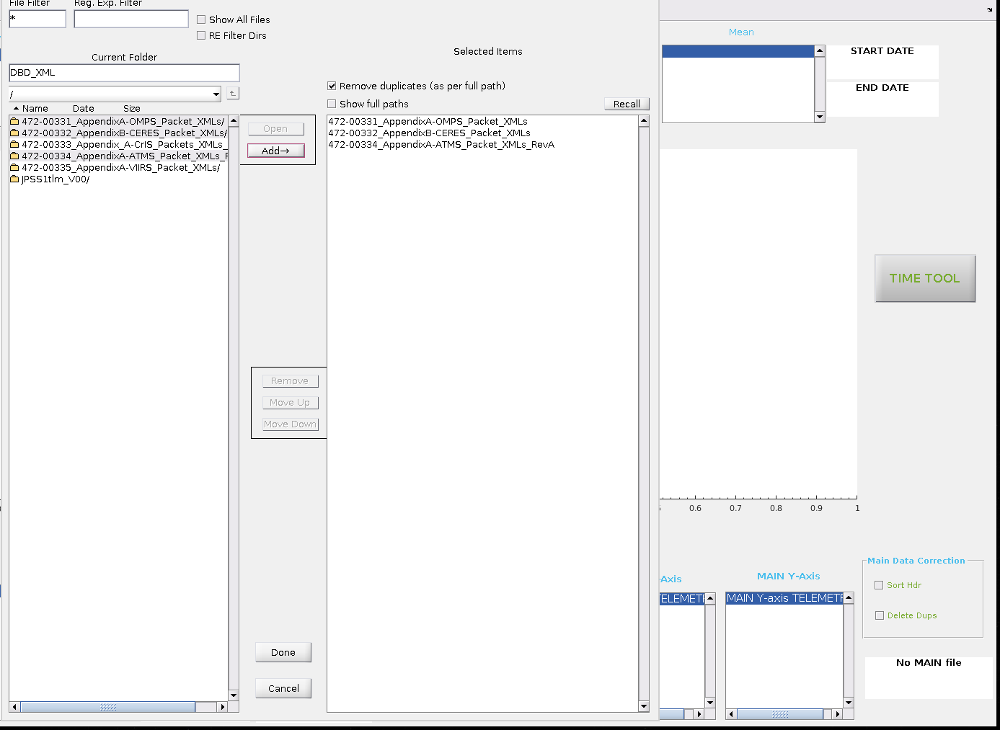 File Filter
Reg. Exp. Filter
*
Show All Files
RE Filter Dirs
Current Folder
DBD_XML
/
Name Date Size
472-00331_AppendixA-OMPS_Packet_XMLs/
472-00332_AppendixB-CERES_Packet_XMLs/
472-00333_Appendix_A-CrIS_Packets_XMLs_
472-00334_AppendixA-ATMS_Packet_XMLs_R
472-00335_AppendixA-VIIRS_Packet_XMLs/
JPSS1tlm_V00/
Open
Add→
Remove
Move Up
Move Down
Done
Cancel
Selected Items
Remove duplicates (as per full path)
Show full paths
Recall
472-00331_AppendixA-OMPS_Packet_XMLs
472-00332_AppendixB-CERES_Packet_XMLs
472-00334_AppendixA-ATMS_Packet_XMLs_RevA
Mean
START DATE
END DATE
TIME TOOL
0.6 0.7 0.8 0.9 1
-Axis
TELEMETR
MAIN Y-Axis
MAIN Y-axis TELEMETR
Main Data Correction
Sort Hdr
Delete Dups
No MAIN file